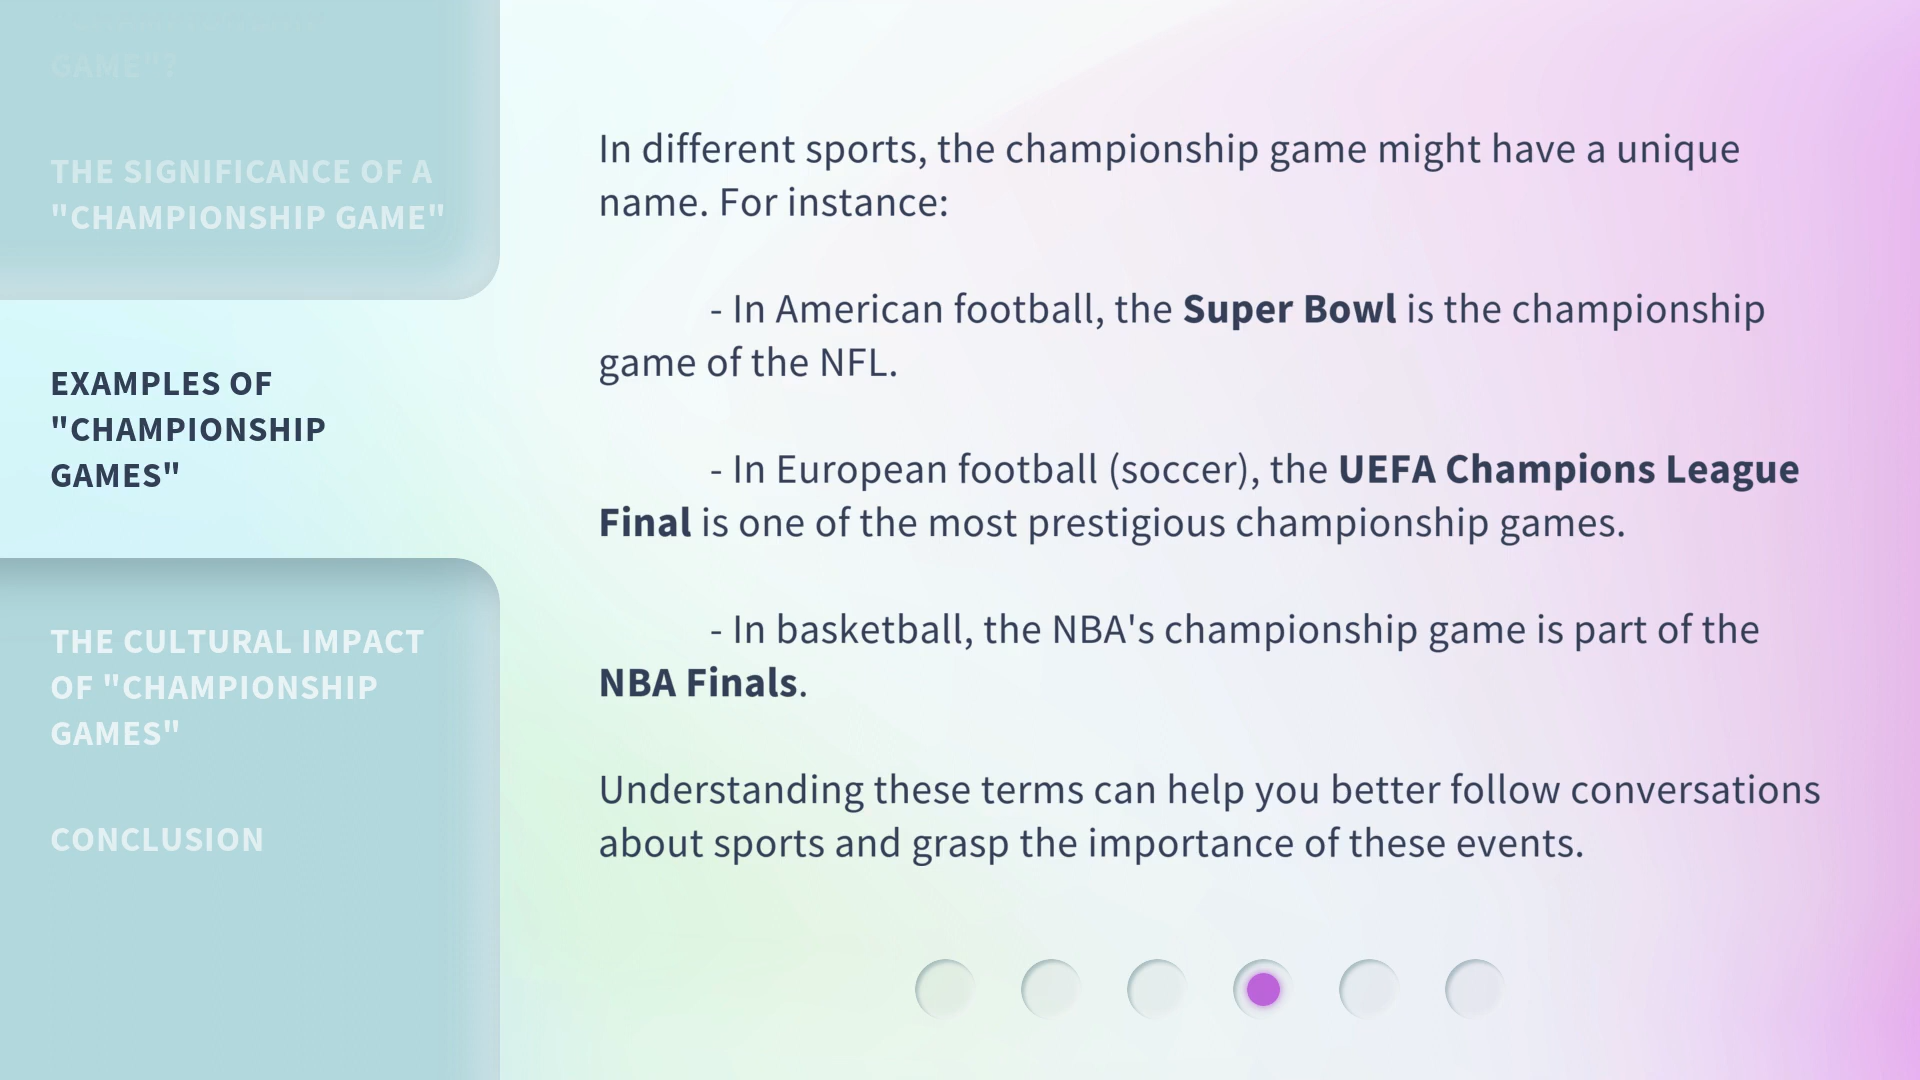 GAME"?
THE SIGNIFICANCE OF A
"CHAMPIONSHIP GAME"
EXAMPLES OF
"CHAMPIONSHIP
GAMES"
THE CULTURAL IMPACT
OF "CHAMPIONSHIP
GAMES"
CONCLUSION
In different sports, the championship game might have a unique
name. For instance:
- In American football, the Super Bowl is the championship
game of the NFL.
- In European football (soccer), the UEFA Champions League
Final is one of the most prestigious championship games.
- In basketball, the NBA's championship game is part of the
NBA Finals.
Understanding these terms can help you better follow conversations
about sports and grasp the importance of these events.